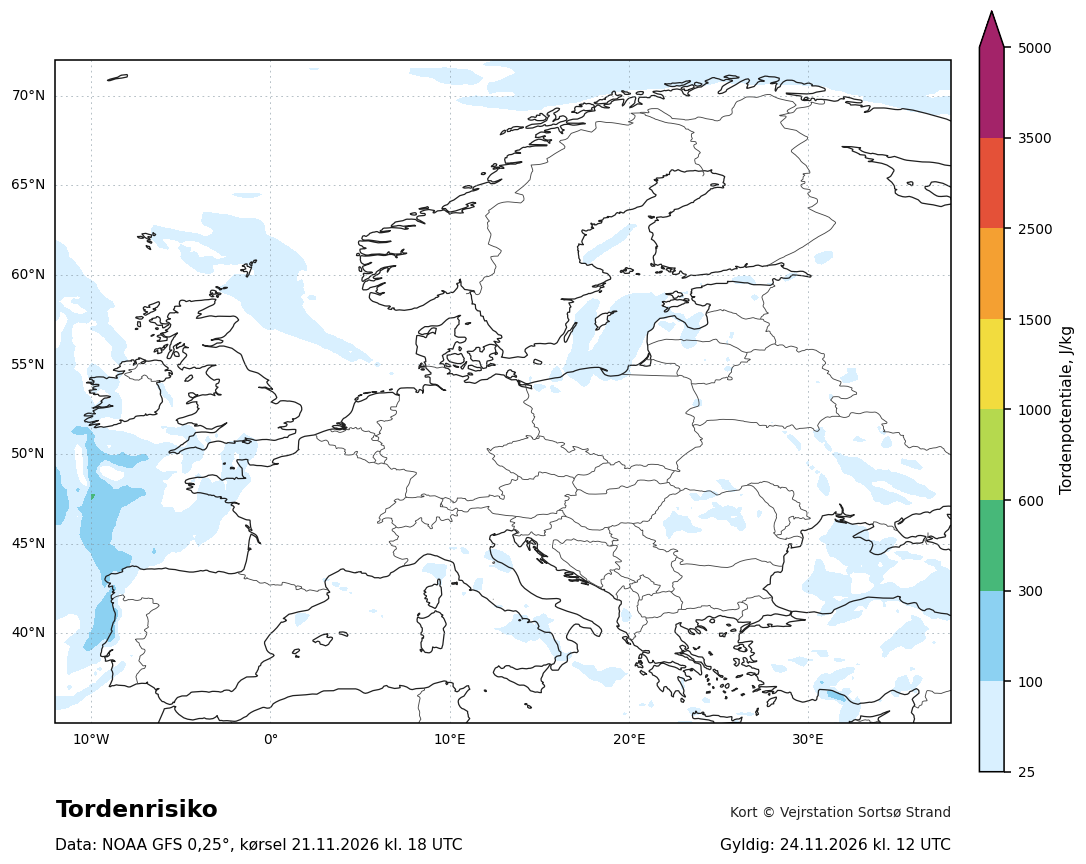 5000
3500
2500
1500
1000
600
300
100
25
Tordenpotentiale, J/kg
70°N
65°N
60°N
55°N
50°N
45°N
40°N
10°W
0°
10°E
20°E
30°E
Tordenrisiko
Kort © Vejrstation Sortsø Strand
Data: NOAA GFS 0,25°, kørsel 21.11.2026 kl. 18 UTC
Gyldig: 24.11.2026 kl. 12 UTC